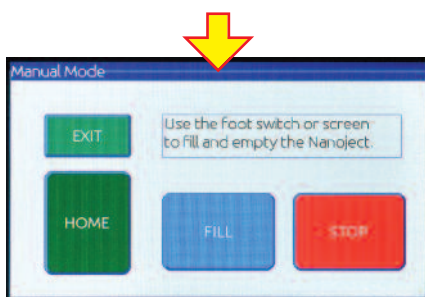 Manual Mode
EXIT
Use the foot switch or screen
to fill and empty the Nanoject.
HOME
FILL
STOP